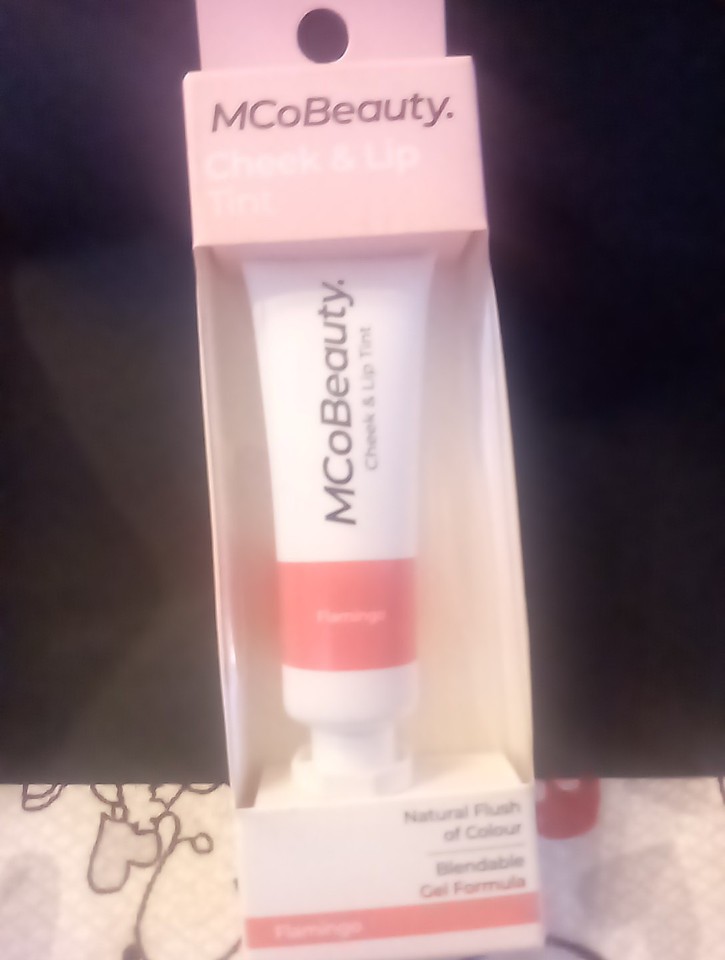 MCoBeauty.
Cheek & Lip
Tint
MCoBeauty.
Cheek & Lip Tint
Flamingo
Natural Flush
of Colour
Blendable
Gel Formula
Flamingo